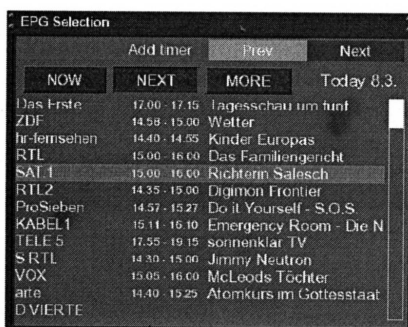 EPG Selection
Add timer Prev Next
NOW NEXT MORE Today 8.3.
Das Erste 17.00 - 17.15 Tagesschau um fünf
ZDF 14.58 - 15.00 Wetter
hr-fernsehen 14.40 - 14.55 Kinder Europas
RTL 15.00 - 16.00 Das Familiengericht
SAT.1 15.00 - 16.00 Richterin Salesch
RTL2 14.35 - 15.00 Digimon Frontier
ProSieben 14.57 - 15.27 Do it Yourself - S.O.S.
KABEL1 15.11 - 16.10 Emergency Room - Die N
TELE 5 17.55 - 19.15 sonnenklar TV
S RTL 14.30 - 15.00 Jimmy Neutron
VOX 15.05 - 16.00 McLeods Töchter
arte 14.40 - 15.25 Atomkurs im Gottesstaat
D VIERTE